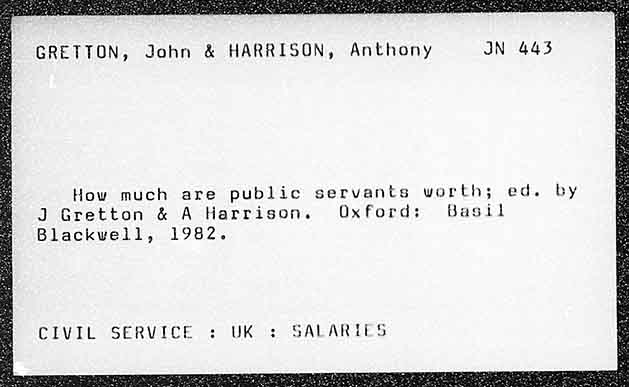 GRETTON, John & HARRISON, Anthony JN 443
How much are public servants worth; ed. by
J Gretton & A Harrison. Oxford: Basil
Blackwell, 1982.
CIVIL SERVICE : UK : SALARIES